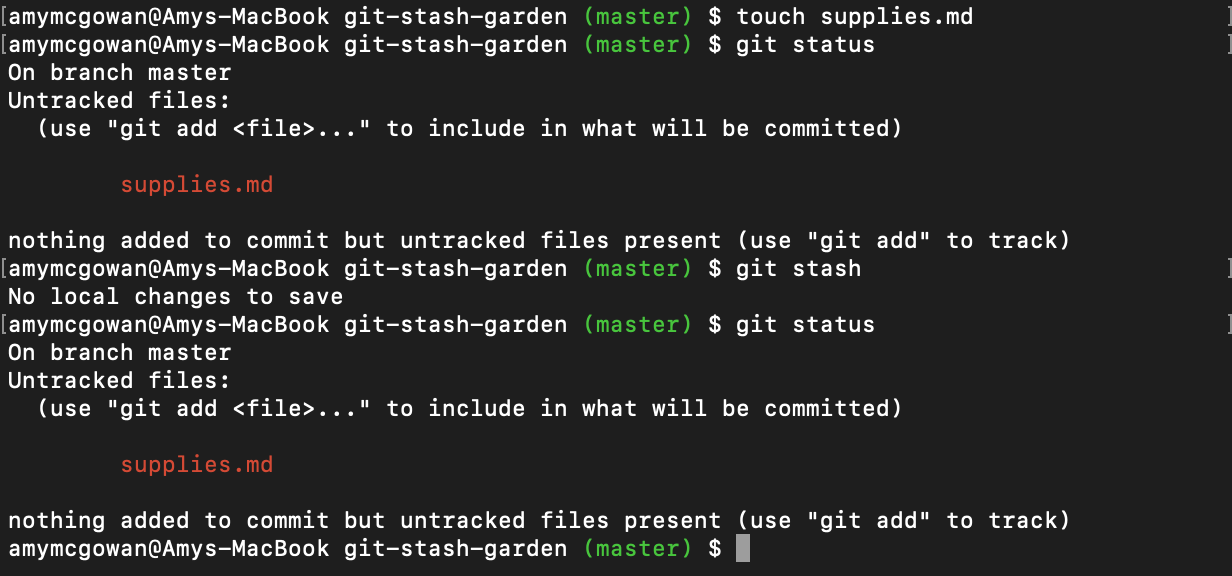 [amymcgowan@Amys-MacBook git-stash-garden (master) $ touch supplies.md ]
[amymcgowan@Amys-MacBook git-stash-garden (master) $ git status ]
On branch master
Untracked files:
  (use "git add <file>..." to include in what will be committed)

        supplies.md

nothing added to commit but untracked files present (use "git add" to track)
[amymcgowan@Amys-MacBook git-stash-garden (master) $ git stash ]
No local changes to save
[amymcgowan@Amys-MacBook git-stash-garden (master) $ git status ]
On branch master
Untracked files:
  (use "git add <file>..." to include in what will be committed)

        supplies.md

nothing added to commit but untracked files present (use "git add" to track)
amymcgowan@Amys-MacBook git-stash-garden (master) $